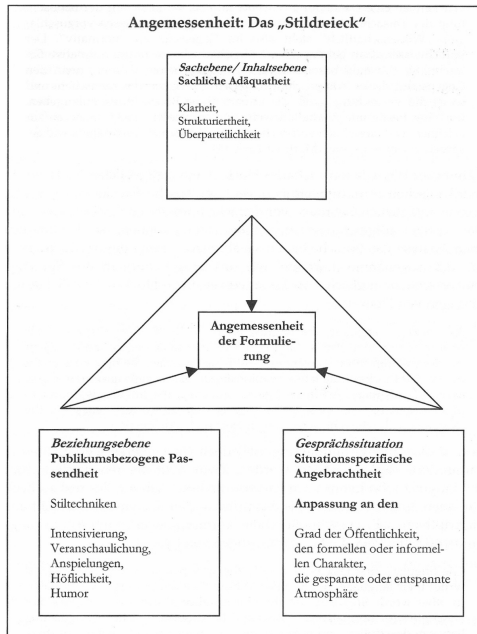 Angemessenheit: Das „Stildreieck“
Sachebene/ Inhaltsebene
Sachliche Adäquatheit
Klarheit,
Strukturiertheit,
Überparteilichkeit
Angemessenheit
der Formulie-
rung
Beziehungsebene
Publikumsbezogene Pas-
sendheit
Stiltechniken
Intensivierung,
Veranschaulichung,
Anspielungen,
Höflichkeit,
Humor
Gesprächssituation
Situationsspezifische
Angebrachtheit
Anpassung an den
Grad der Öffentlichkeit,
den formellen oder informel-
len Charakter,
die gespannte oder entspannte
Atmosphäre